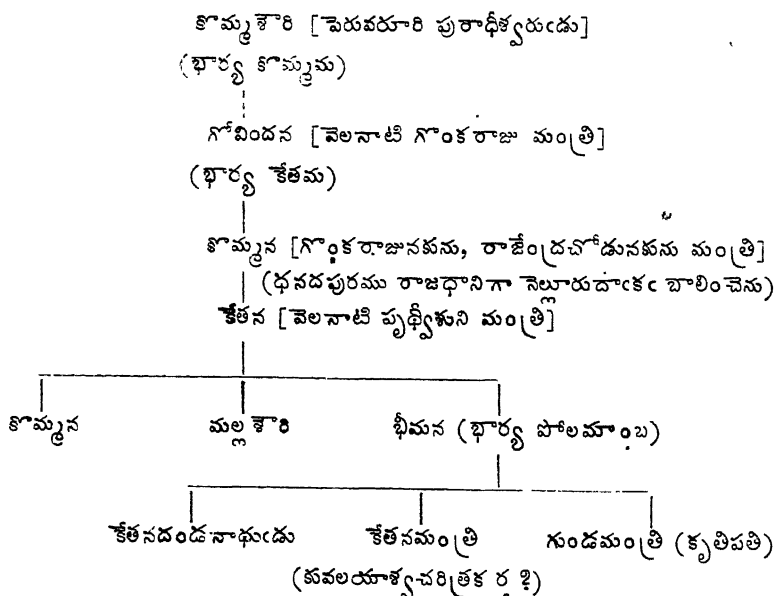 కొమ్మశౌరి [పెరువరూరి పురాధీశ్వరుఁడు]
(భార్య కొమ్మమ)
గోవిందన [వెలనాటి గొంకరాజు మంత్రి]
(భార్య కేతమ)
కొమ్మన [గొంకరాజునకును, రాజేంద్రచోడునకును మంత్రి]
(ధనదపురము రాజధానిగా నెల్లూరుదాఁకఁ బాలించెను)
కేతన [వెలనాటి పృథ్వీశుని మంత్రి]
కొమ్మన మల్లశౌరి భీమన (భార్య పోలమాంబ)
కేతనదండనాథుఁడు కేతనమంత్రి గుండమంత్రి (కృతిపతి)
(కువలయాశ్వచరిత్రకర్త ?)